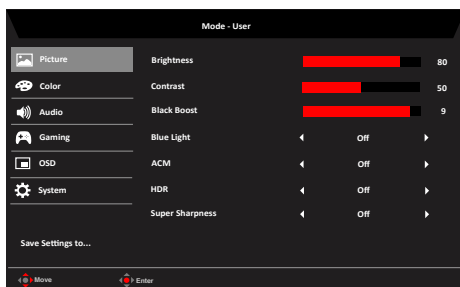 Mode - User
Picture
Brightness 80
Color
Contrast 50
Audio
Black Boost 9
Gaming
Blue Light Off
OSD
ACM Off
System
HDR Off
Super Sharpness Off
Save Settings to...
Move Enter